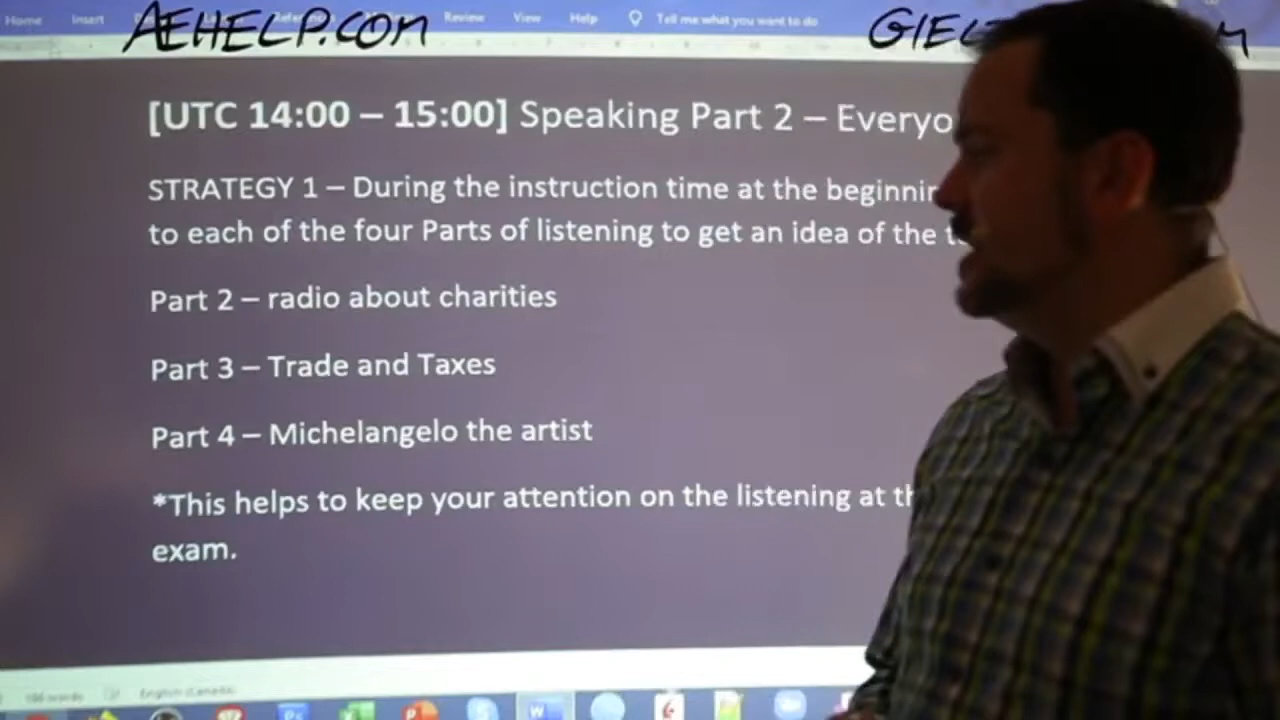 Home Insert Review View Help Tell me what you want to do
AEHELP.COM
[UTC 14:00 – 15:00] Speaking Part 2 – Everyo
STRATEGY 1 – During the instruction time at the beginnin
to each of the four Parts of listening to get an idea of the t
Part 2 – radio about charities
Part 3 – Trade and Taxes
Part 4 – Michelangelo the artist
*This helps to keep your attention on the listening at th
exam.
English (Canada)